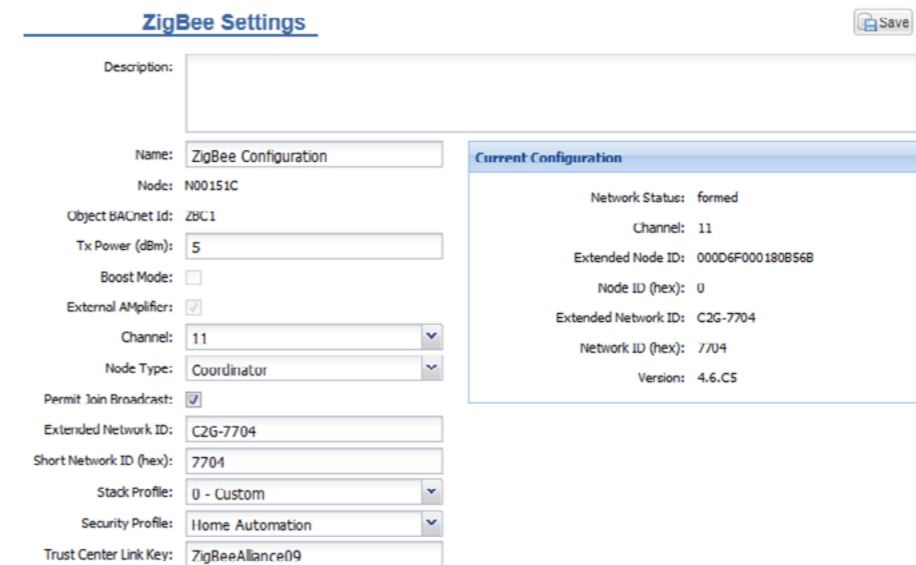 ZigBee Settings
Save
Description:
Name: ZigBee Configuration
Node: N00151C
Object BACnet Id: ZBC1
Tx Power (dBm): 5
Boost Mode:
External AMplifier:
Channel: 11
Node Type: Coordinator
Permit Join Broadcast:
Extended Network ID: C2G-7704
Short Network ID (hex): 7704
Stack Profile: 0 - Custom
Security Profile: Home Automation
Trust Center Link Key: ZigBeeAlliance09
Current Configuration
Network Status: formed
Channel: 11
Extended Node ID: 000D6F000180B56B
Node ID (hex): 0
Extended Network ID: C2G-7704
Network ID (hex): 7704
Version: 4.6.C5